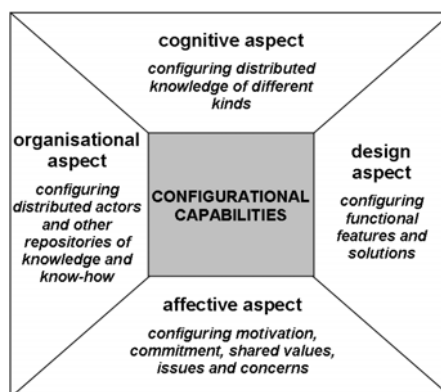 cognitive aspect
configuring distributed
knowledge of different
kinds
organisational
aspect
configuring
distributed actors
and other
repositories of
knowledge and
know-how
CONFIGURATIONAL
CAPABILITIES
design
aspect
configuring
functional
features and
solutions
affective aspect
configuring motivation,
commitment, shared values,
issues and concerns